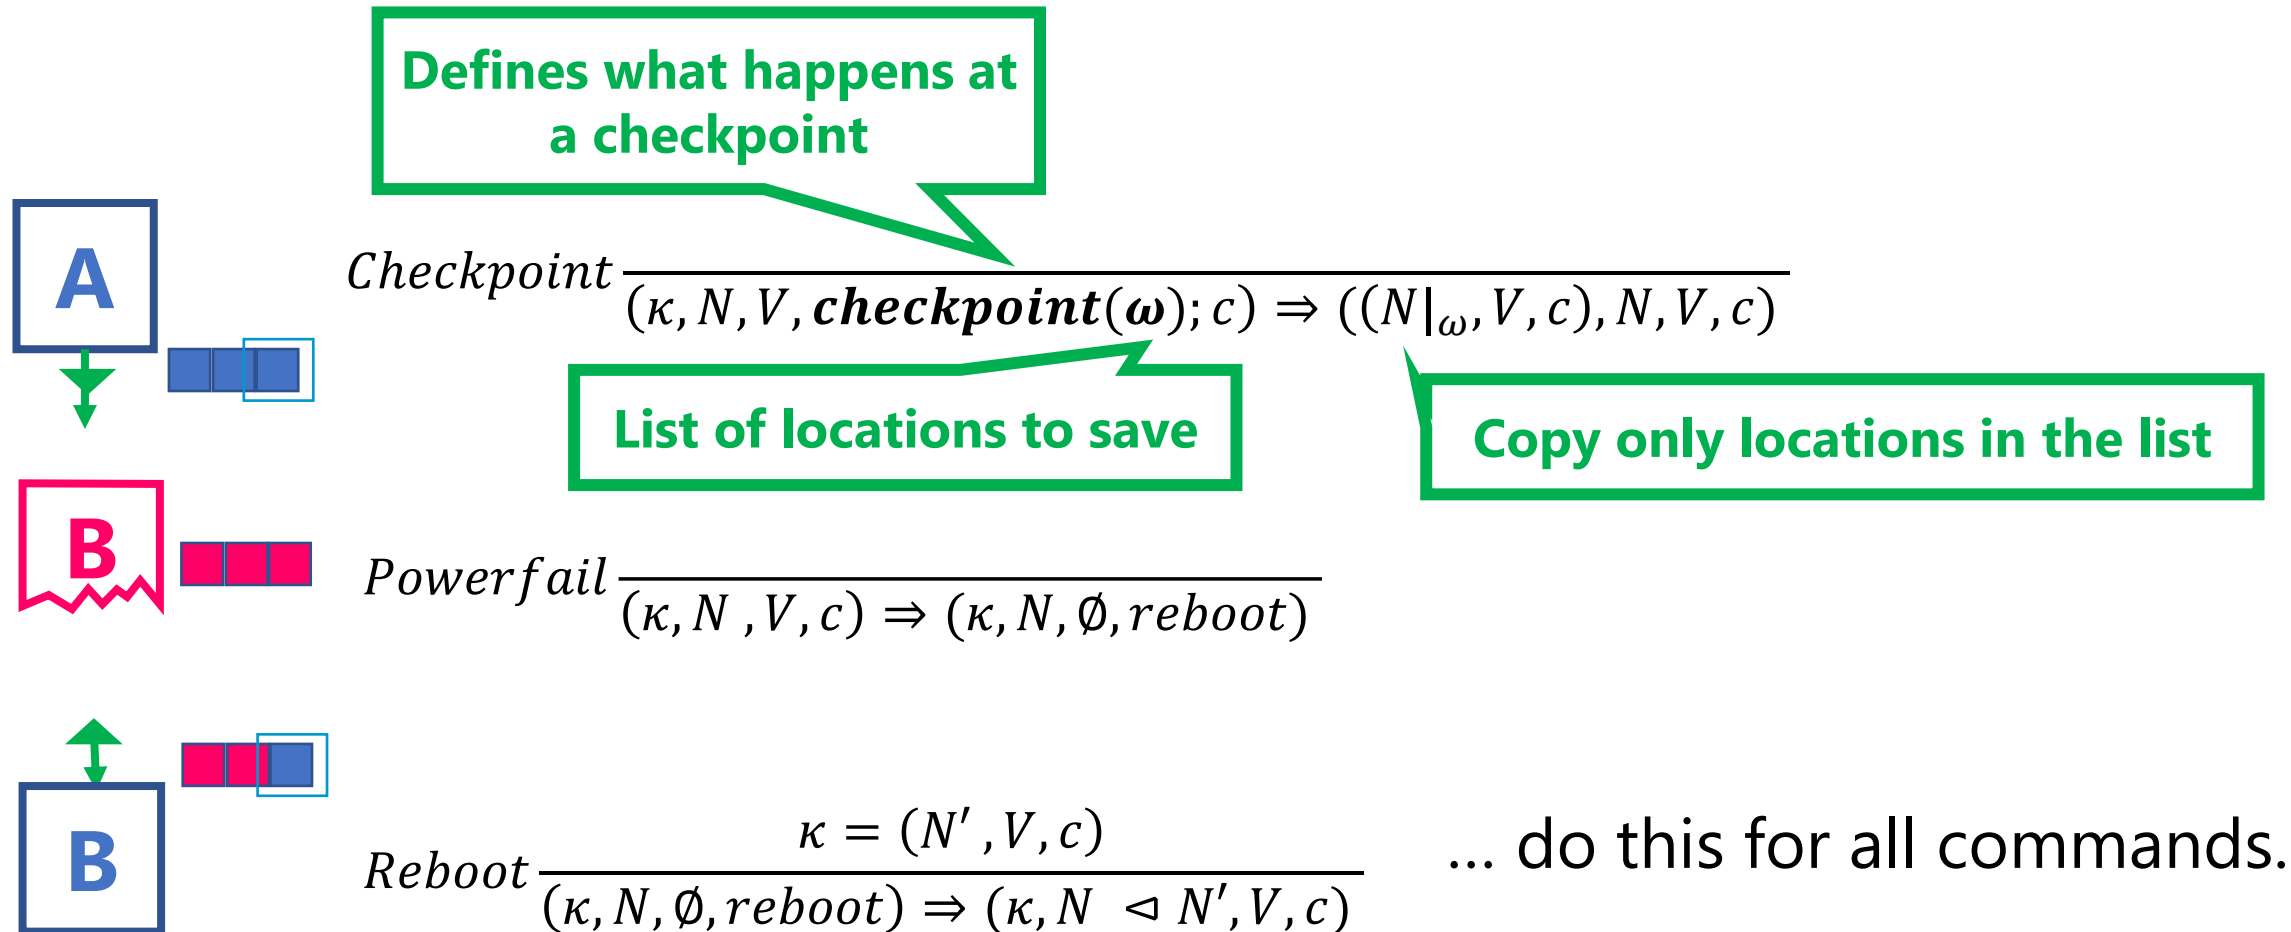 Defines what happens at
a checkpoint
A
Checkpoint
(κ, N, V, checkpoint(ω); c) ⇒ ((N|ω, V, c), N, V, c)
List of locations to save
Copy only locations in the list
B
Powerfail
(κ, N , V, c) ⇒ (κ, N, ∅, reboot)
κ = (N′ , V, c)
B
Reboot
... do this for all commands.
(κ, N, ∅, reboot) ⇒ (κ, N ⊲ N′, V, c)